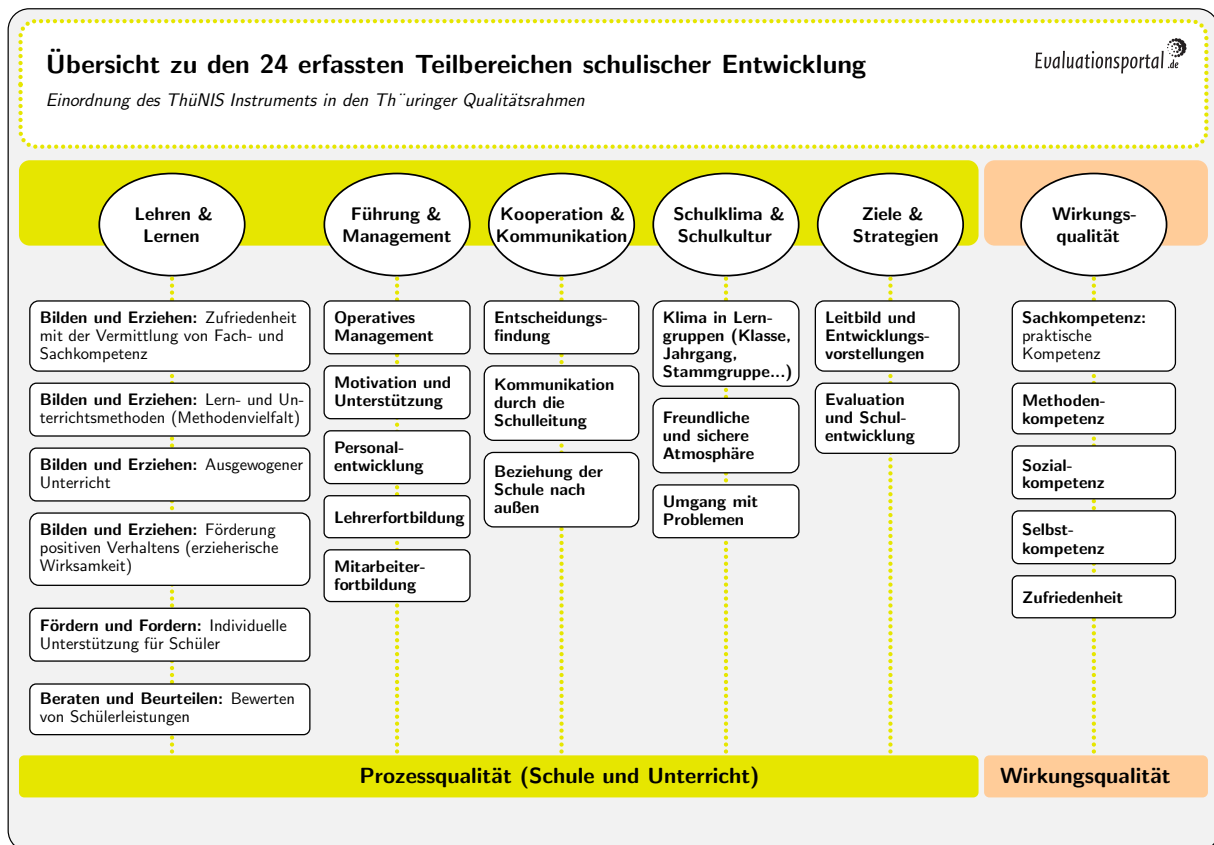 Übersicht zu den 24 erfassten Teilbereichen schulischer Entwicklung
Einordnung des ThüNIS Instruments in den Th¨uringer Qualitätsrahmen
Evaluationsportal.de
Lehren &
Lernen
Führung &
Management
Kooperation &
Kommunikation
Schulklima &
Schulkultur
Ziele &
Strategien
Wirkungs-
qualität
Bilden und Erziehen: Zufriedenheit
mit der Vermittlung von Fach- und
Sachkompetenz
Bilden und Erziehen: Lern- und Un-
terrichtsmethoden (Methodenvielfalt)
Bilden und Erziehen: Ausgewogener
Unterricht
Bilden und Erziehen: Förderung
positiven Verhaltens (erzieherische
Wirksamkeit)
Fördern und Fordern: Individuelle
Unterstützung für Schüler
Beraten und Beurteilen: Bewerten
von Schülerleistungen
Operatives
Management
Motivation und
Unterstützung
Personal-
entwicklung
Lehrerfortbildung
Mitarbeiter-
fortbildung
Entscheidungs-
findung
Kommunikation
durch die
Schulleitung
Beziehung der
Schule nach
außen
Klima in Lern-
gruppen (Klasse,
Jahrgang,
Stammgruppe...)
Freundliche
und sichere
Atmosphäre
Umgang mit
Problemen
Leitbild und
Entwicklungs-
vorstellungen
Evaluation
und Schul-
entwicklung
Sachkompetenz:
praktische
Kompetenz
Methoden-
kompetenz
Sozial-
kompetenz
Selbst-
kompetenz
Zufriedenheit
Prozessqualität (Schule und Unterricht)
Wirkungsqualität